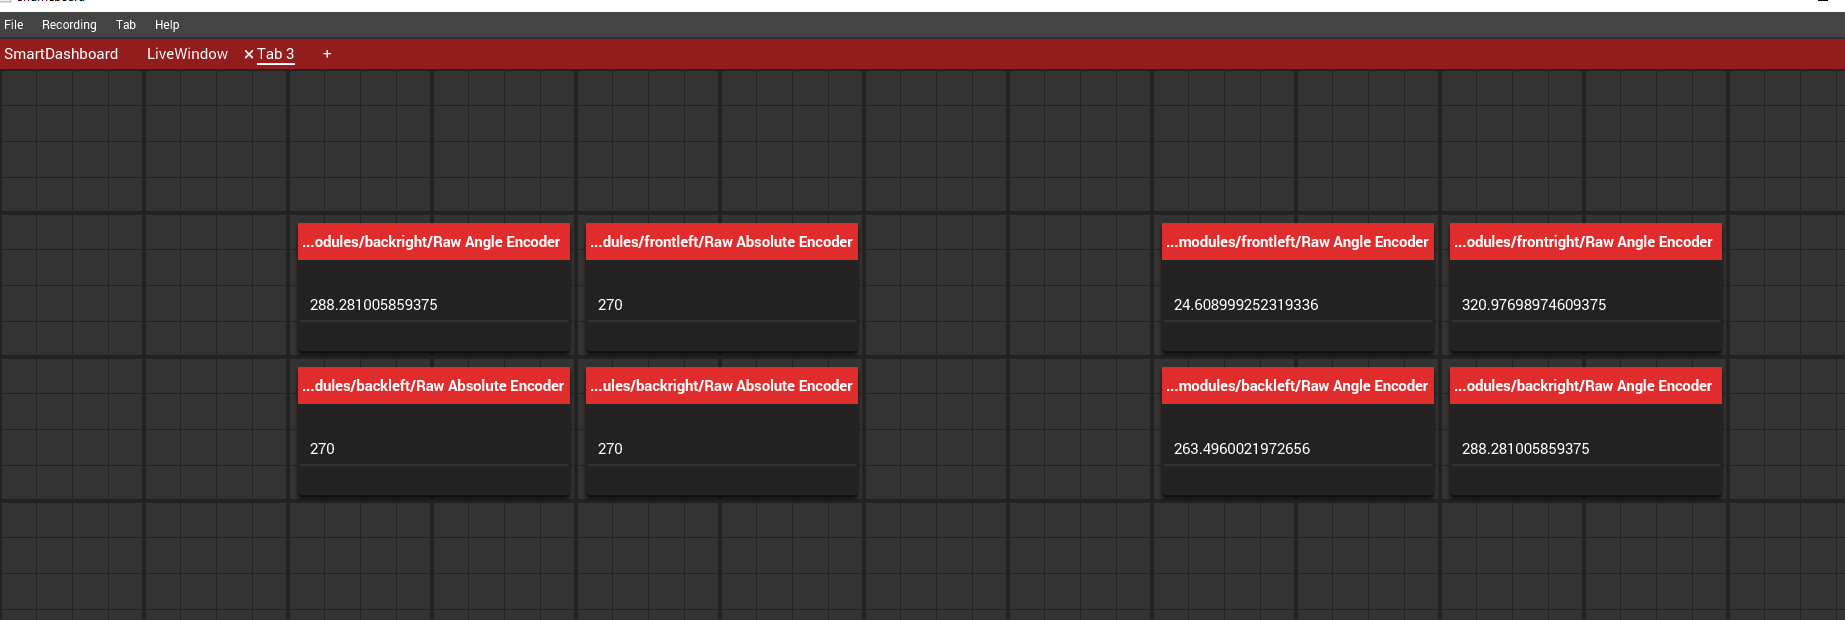 File Recording Tab Help
SmartDashboard LiveWindow × Tab 3 +
...odules/backright/Raw Angle Encoder
288.281005859375
...dules/frontleft/Raw Absolute Encoder
270
...modules/frontleft/Raw Angle Encoder
24.608999252319336
...odules/frontright/Raw Angle Encoder
320.97698974609375
...dules/backleft/Raw Absolute Encoder
270
...ules/backright/Raw Absolute Encoder
270
...modules/backleft/Raw Angle Encoder
263.4960021972656
...odules/backright/Raw Angle Encoder
288.281005859375